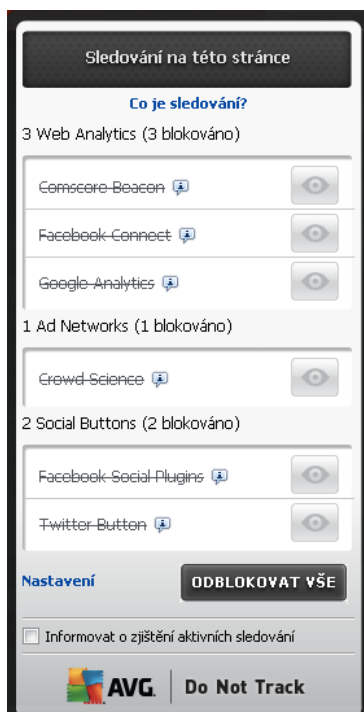 Sledování na této stránce
Co je sledování?
3 Web Analytics (3 blokováno)
Comscore Beacon
Facebook Connect
Google Analytics
1 Ad Networks (1 blokováno)
Crowd Science
2 Social Buttons (2 blokováno)
Facebook Social Plugins
Twitter Button
Nastavení ODBLOKOVAT VŠE
Informovat o zjištění aktivních sledování
AVG. Do Not Track